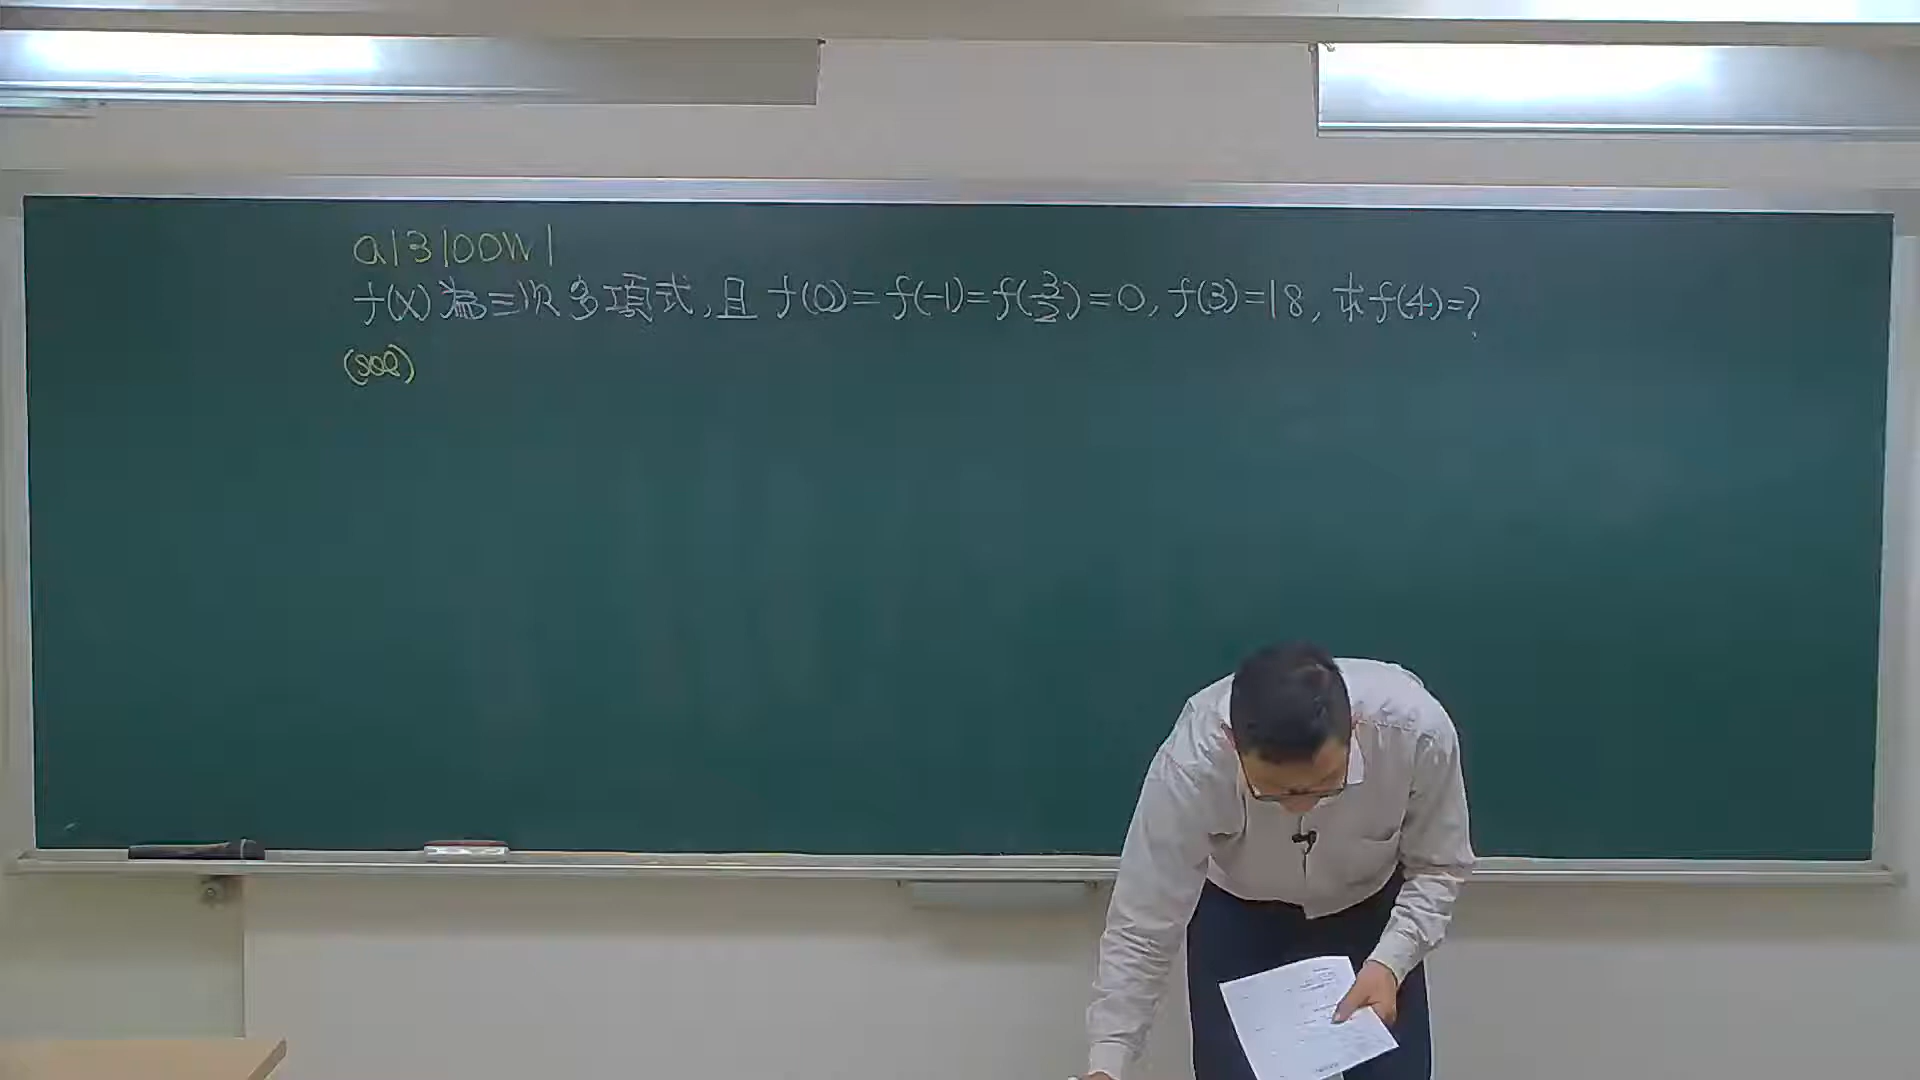 a13100W1
f(x)為三次多項式,且 f(0)=f(-1)=f(3/2)=0, f(3)=18, 求f(4)=?
(sol)